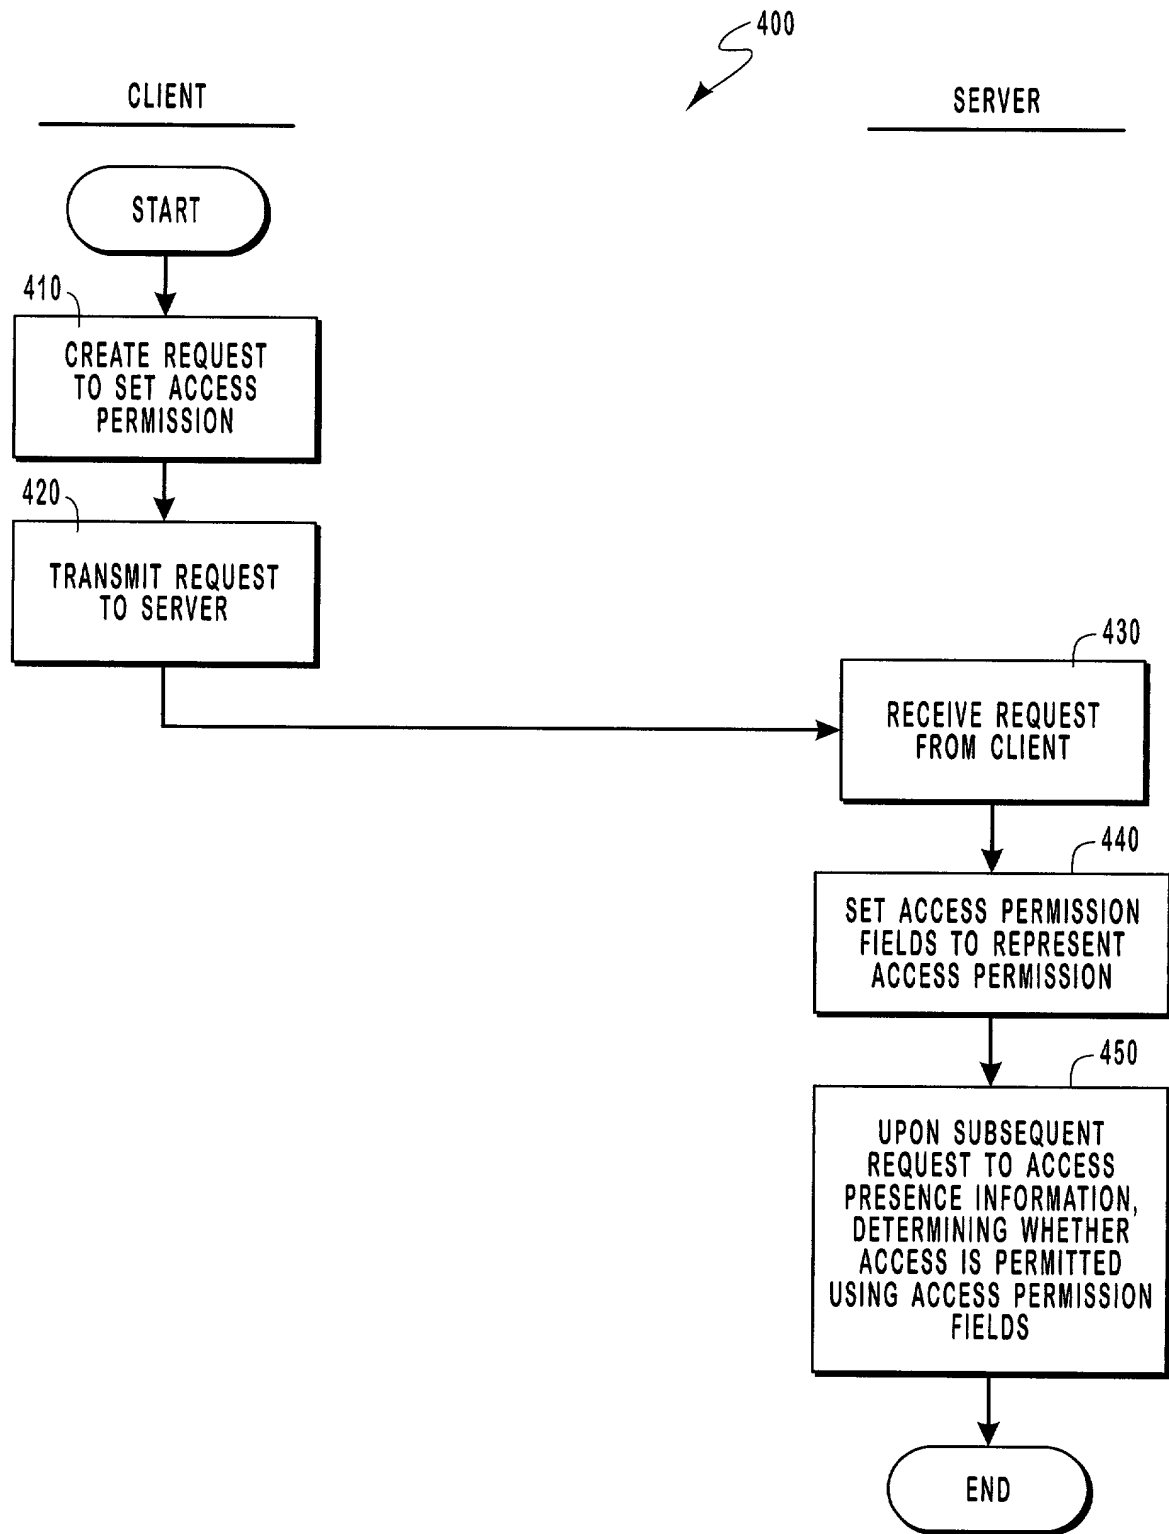 400
CLIENT
SERVER
START
410
CREATE REQUEST
TO SET ACCESS
PERMISSION
420
TRANSMIT REQUEST
TO SERVER
430
RECEIVE REQUEST
FROM CLIENT
440
SET ACCESS PERMISSION
FIELDS TO REPRESENT
ACCESS PERMISSION
450
UPON SUBSEQUENT
REQUEST TO ACCESS
PRESENCE INFORMATION,
DETERMINING WHETHER
ACCESS IS PERMITTED
USING ACCESS PERMISSION
FIELDS
END